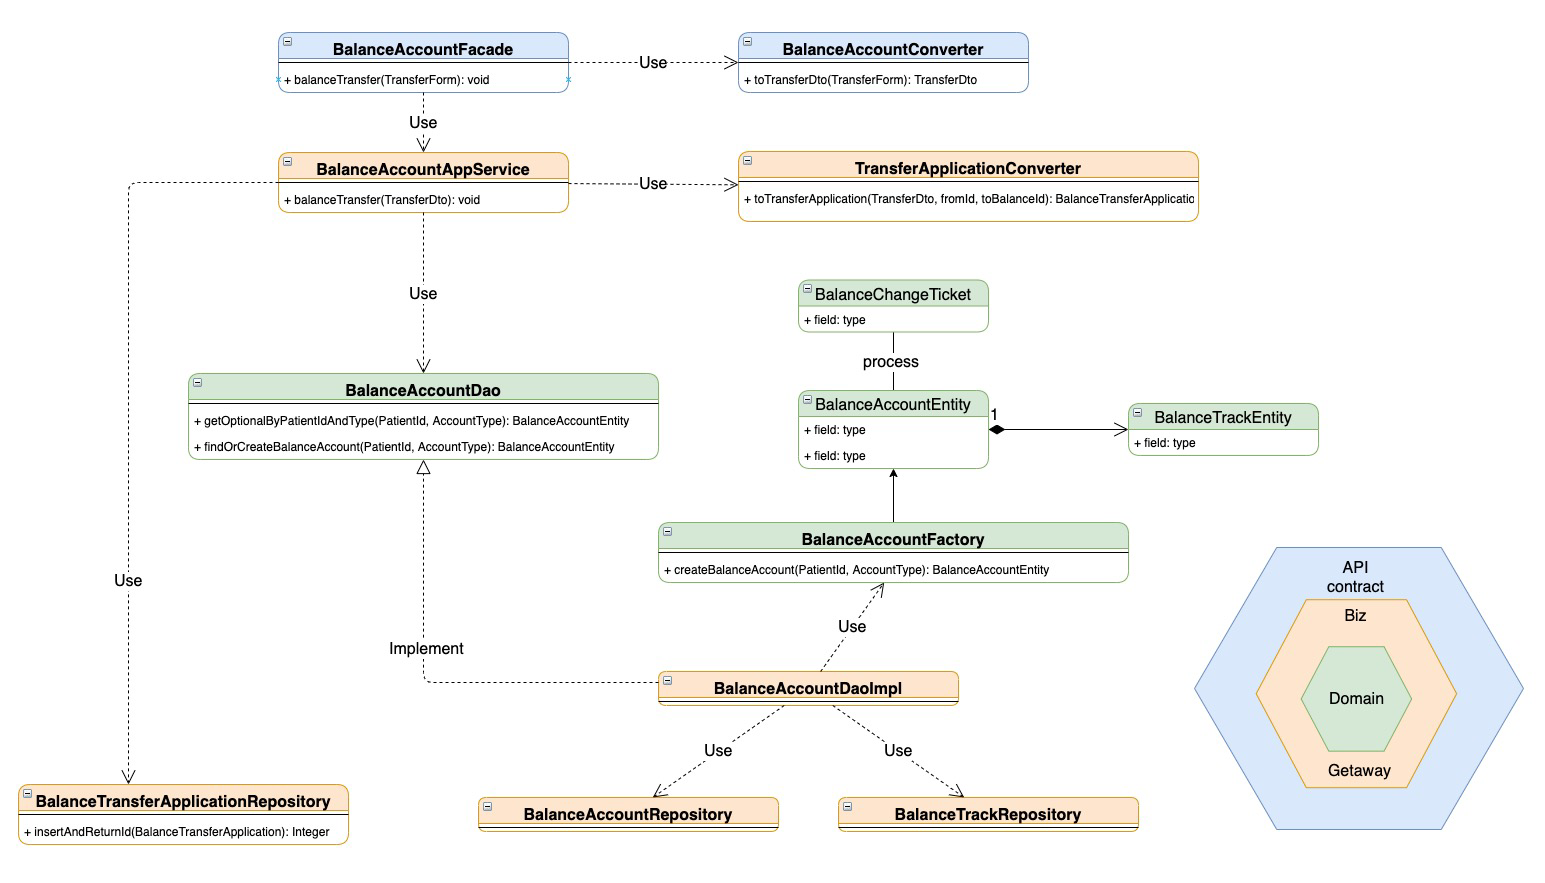 BalanceAccountFacade
+ balanceTransfer(TransferForm): void
Use
BalanceAccountConverter
+ toTransferDto(TransferForm): TransferDto
Use
BalanceAccountAppService
+ balanceTransfer(TransferDto): void
Use
TransferApplicationConverter
+ toTransferApplication(TransferDto, fromId, toBalanceId): BalanceTransferApplicatio
Use
BalanceChangeTicket
+ field: type
process
BalanceAccountDao
+ getOptionalByPatientIdAndType(PatientId, AccountType): BalanceAccountEntity
+ findOrCreateBalanceAccount(PatientId, AccountType): BalanceAccountEntity
BalanceAccountEntity
+ field: type
+ field: type
1
BalanceTrackEntity
+ field: type
BalanceAccountFactory
+ createBalanceAccount(PatientId, AccountType): BalanceAccountEntity
Use
Use
Implement
BalanceAccountDaoImpl
Use
Use
BalanceTransferApplicationRepository
+ insertAndReturnId(BalanceTransferApplication): Integer
BalanceAccountRepository
BalanceTrackRepository
API
contract
Biz
Domain
Getaway